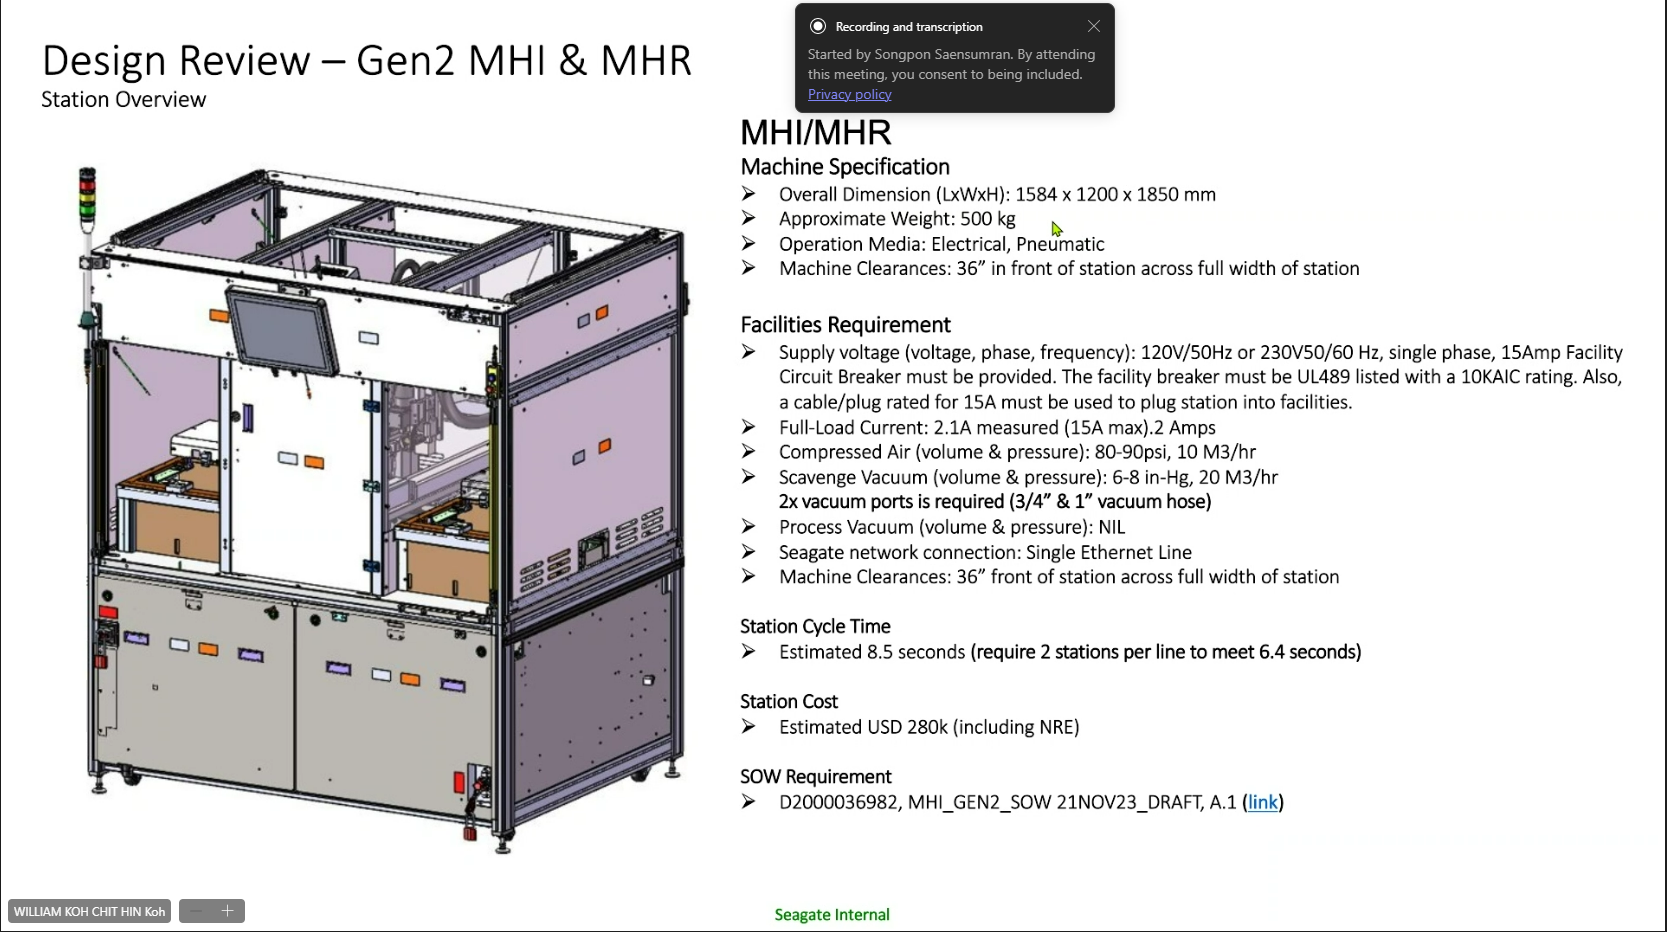 Recording and transcription
Started by Songpon Saensumran. By attending
this meeting, you consent to being included.
Privacy policy
Design Review – Gen2 MHI & MHR
Station Overview
MHI/MHR
Machine Specification
➢ Overall Dimension (LxWxH): 1584 x 1200 x 1850 mm
➢ Approximate Weight: 500 kg
➢ Operation Media: Electrical, Pneumatic
➢ Machine Clearances: 36” in front of station across full width of station
Facilities Requirement
➢ Supply voltage (voltage, phase, frequency): 120V/50Hz or 230V50/60 Hz, single phase, 15Amp Facility
Circuit Breaker must be provided. The facility breaker must be UL489 listed with a 10KAIC rating. Also,
a cable/plug rated for 15A must be used to plug station into facilities.
➢ Full-Load Current: 2.1A measured (15A max).2 Amps
➢ Compressed Air (volume & pressure): 80-90psi, 10 M3/hr
➢ Scavenge Vacuum (volume & pressure): 6-8 in-Hg, 20 M3/hr
2x vacuum ports is required (3/4” & 1” vacuum hose)
➢ Process Vacuum (volume & pressure): NIL
➢ Seagate network connection: Single Ethernet Line
➢ Machine Clearances: 36” front of station across full width of station
Station Cycle Time
➢ Estimated 8.5 seconds (require 2 stations per line to meet 6.4 seconds)
Station Cost
➢ Estimated USD 280k (including NRE)
SOW Requirement
➢ D2000036982, MHI_GEN2_SOW 21NOV23_DRAFT, A.1 (link)
WILLIAM KOH CHIT HIN Koh
Seagate Internal